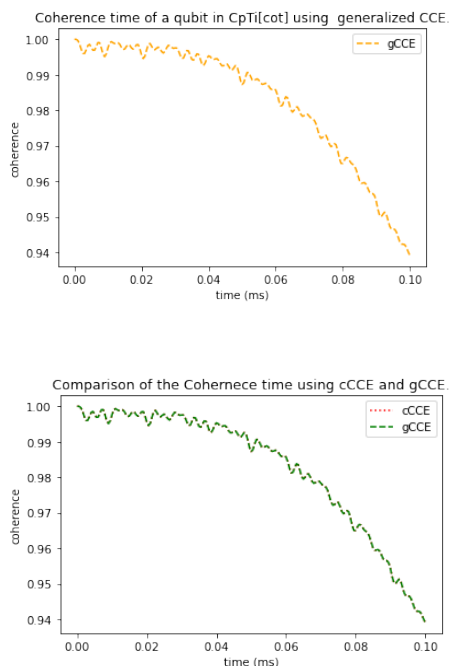 Coherence time of a qubit in CpTi[cot] using  generalized CCE.
1.00
0.99
0.98
0.97
0.96
0.95
0.94
coherence
gCCE
0.00 0.02 0.04 0.06 0.08 0.10
time (ms)
Comparison of the Cohernece time using cCCE and gCCE.
1.00
0.99
0.98
0.97
0.96
0.95
0.94
coherence
cCCE
gCCE
0.00 0.02 0.04 0.06 0.08 0.10
time (ms)